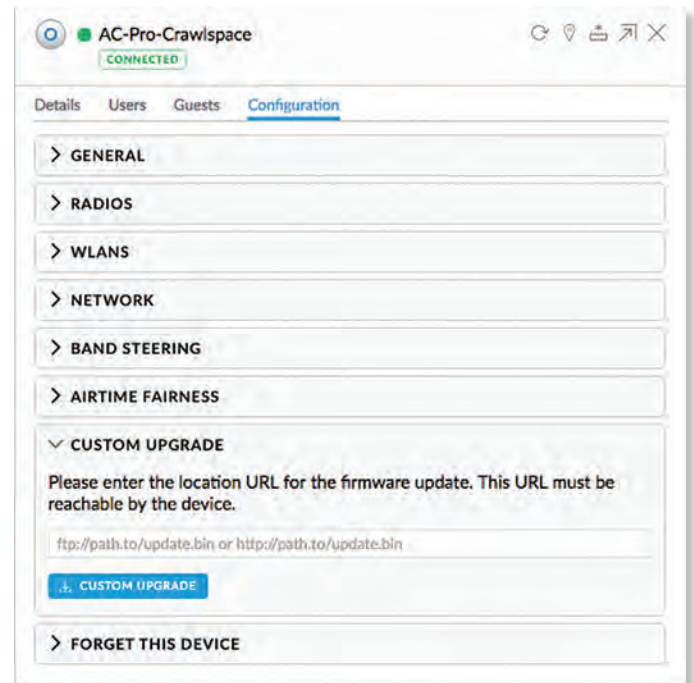 AC-Pro-Crawlspace
CONNECTED
Details Users Guests Configuration
GENERAL
RADIOS
WLANS
NETWORK
BAND STEERING
AIRTIME FAIRNESS
CUSTOM UPGRADE
Please enter the location URL for the firmware update. This URL must be
reachable by the device.
ftp://path.to/update.bin or http://path.to/update.bin
CUSTOM UPGRADE
FORGET THIS DEVICE